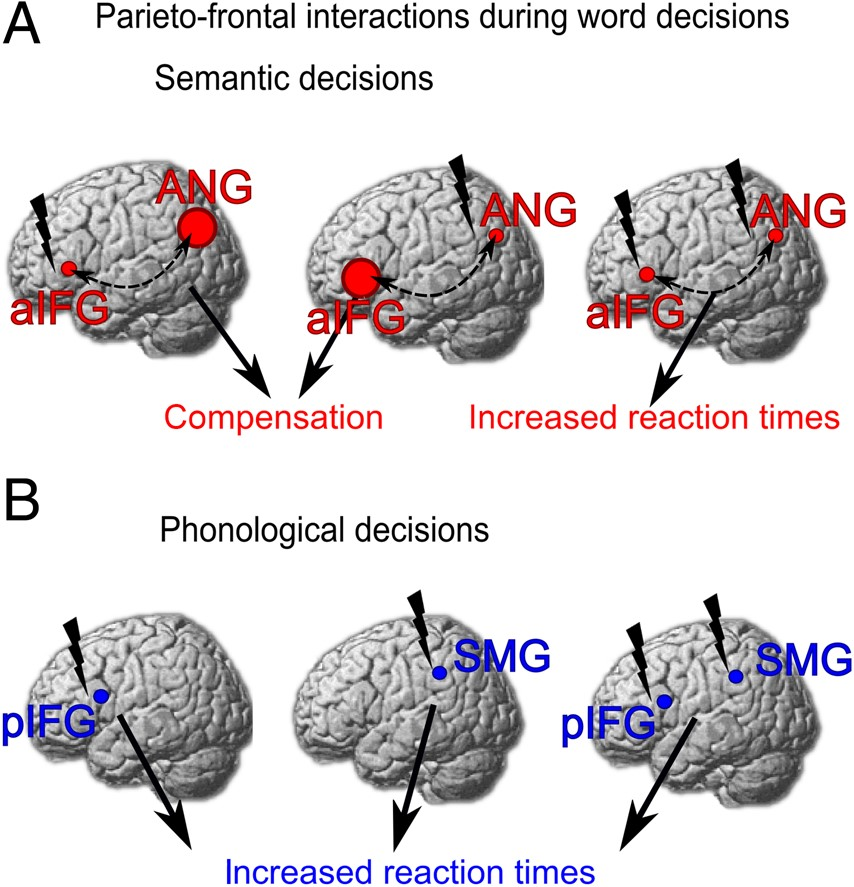 A
Parieto-frontal interactions during word decisions
Semantic decisions
ANG
aIFG
ANG
aIFG
ANG
aIFG
Compensation
Increased reaction times
B
Phonological decisions
pIFG
SMG
pIFG
SMG
Increased reaction times